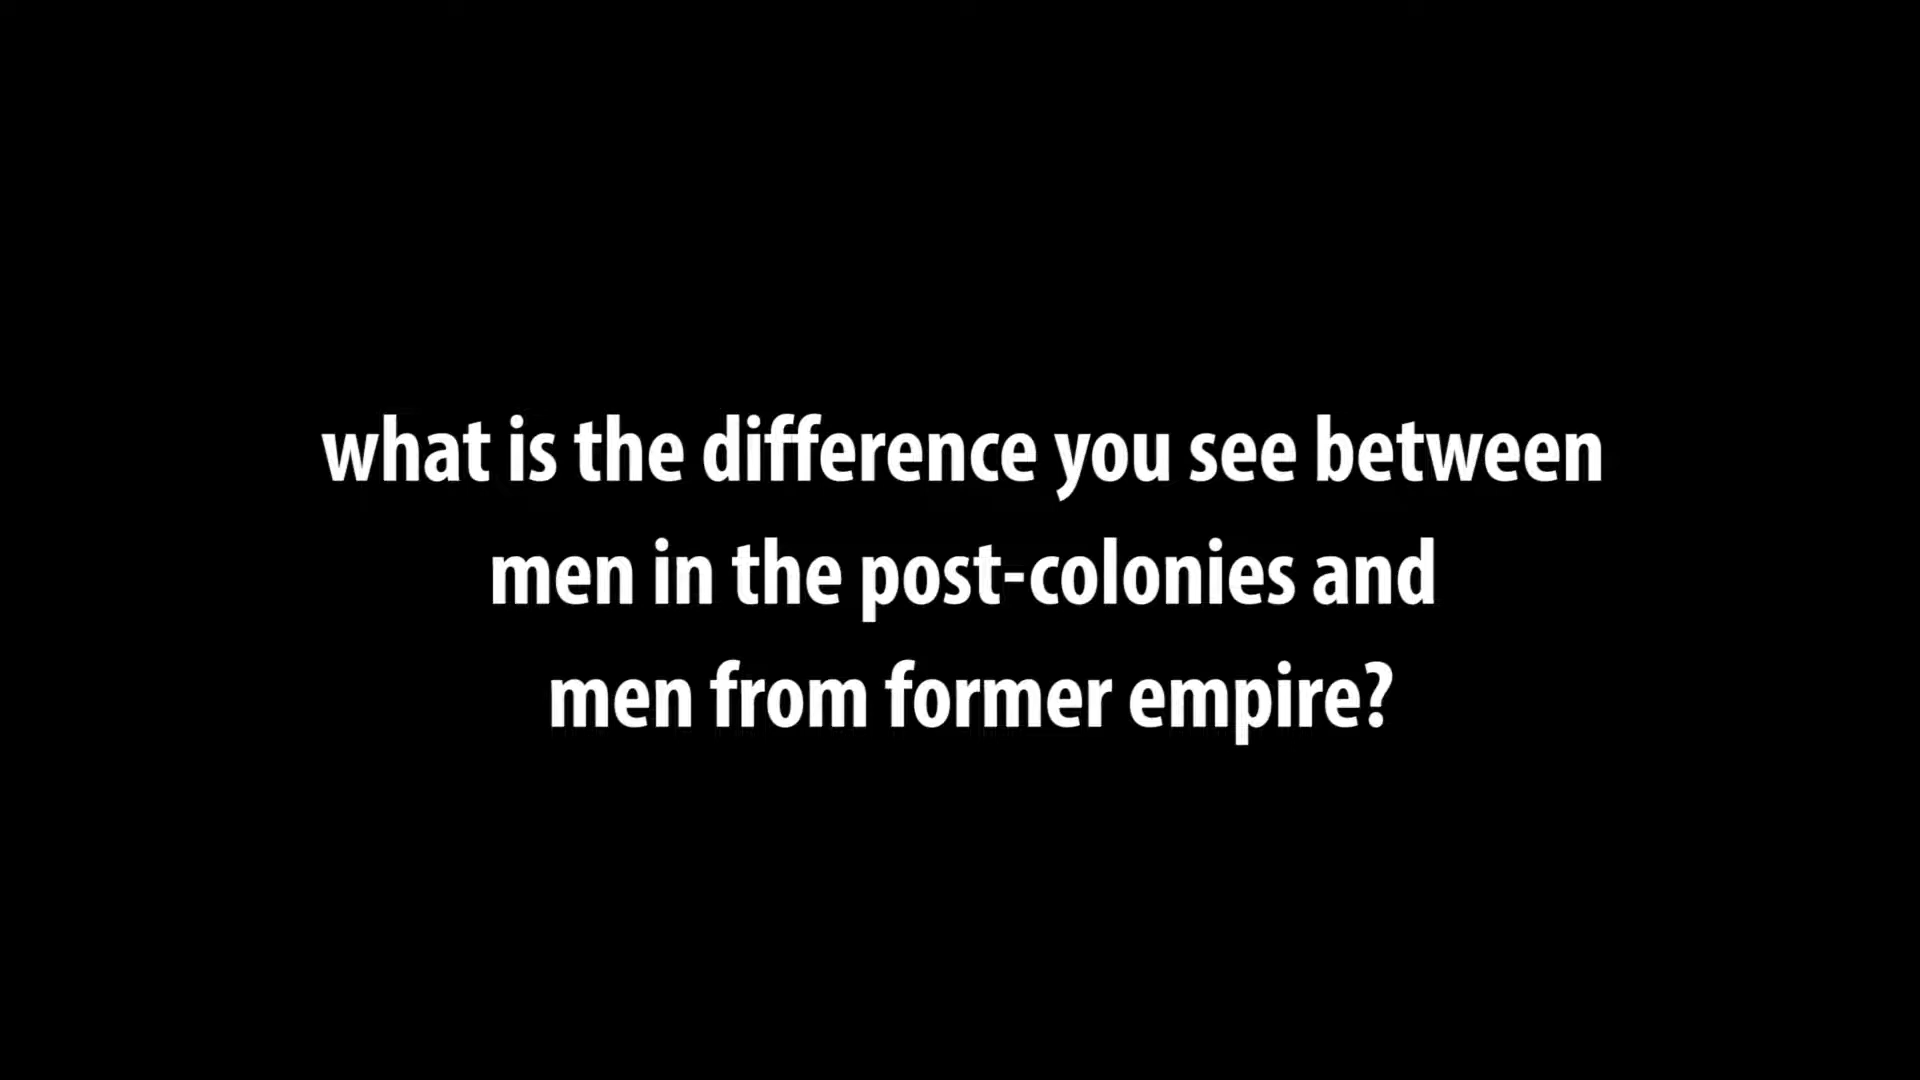 what is the difference you see between
men in the post-colonies and
men from former empire?